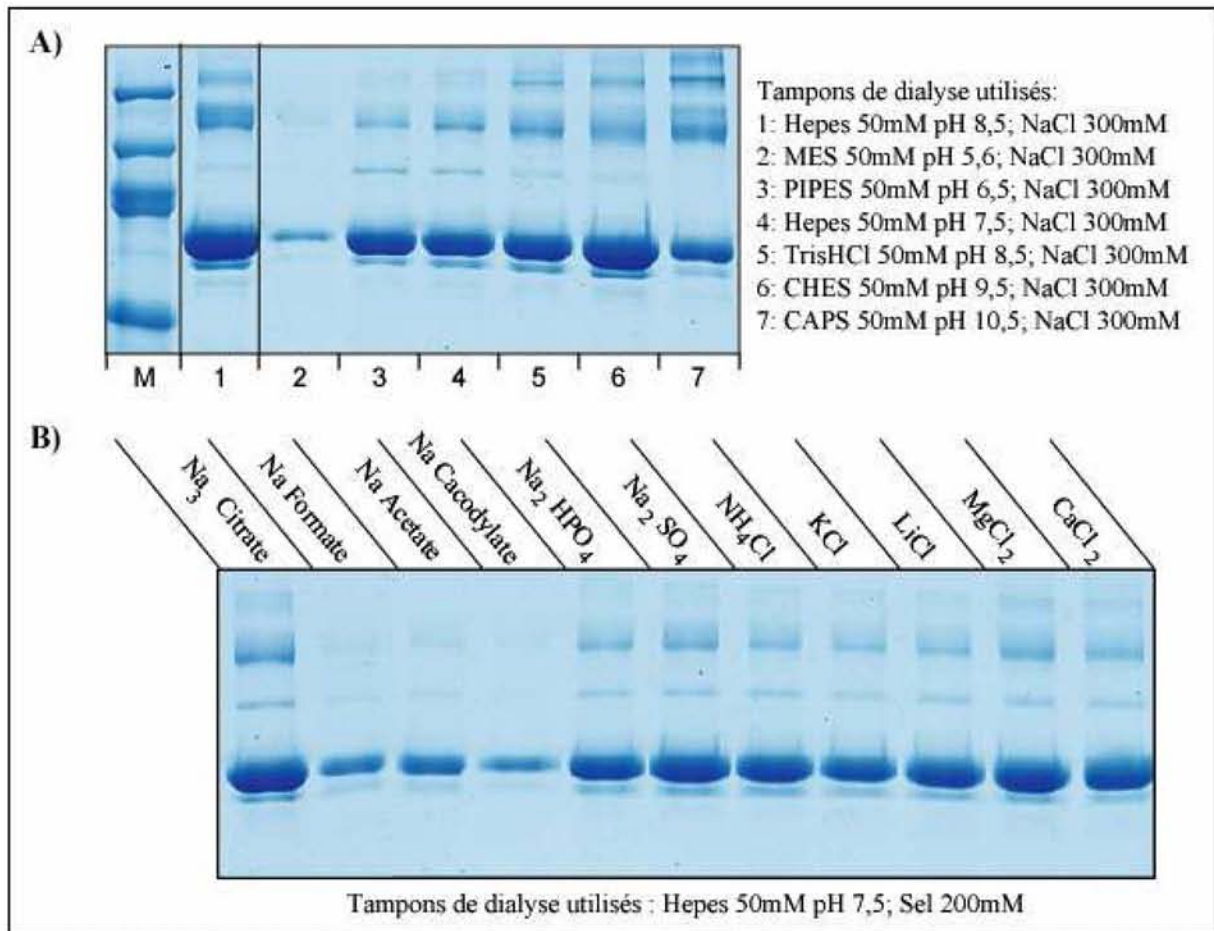 A)
Tampons de dialyse utilisés:
1: Hepes 50mM pH 8,5; NaCl 300mM
2: MES 50mM pH 5,6; NaCl 300mM
3: PIPES 50mM pH 6,5; NaCl 300mM
4: Hepes 50mM pH 7,5; NaCl 300mM
5: TrisHCl 50mM pH 8,5; NaCl 300mM
6: CHES 50mM pH 9,5; NaCl 300mM
7: CAPS 50mM pH 10,5; NaCl 300mM
M 1 2 3 4 5 6 7
B)
Na3 Citrate
Na Formate
Na Acetate
Na Cacodylate
Na2 HPO4
Na2 SO4
NH4Cl
KCl
LiCl
MgCl2
CaCl2
Tampons de dialyse utilisés : Hepes 50mM pH 7,5; Sel 200mM